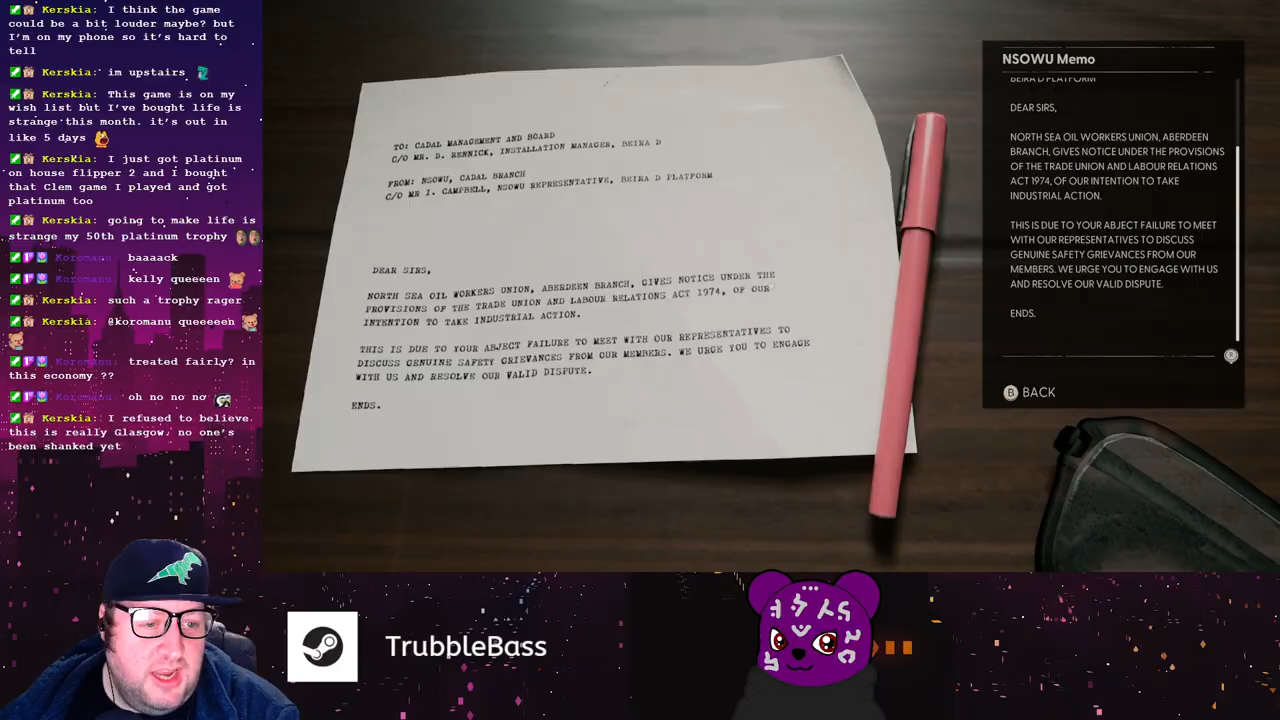 Kerskia: I think the game
could be a bit louder maybe? but
I'm on my phone so it's hard to
tell
Kerskia: im upstairs
Kerskia: This game is on my
wish list but I've bought life is
strange this month. it's out in
like 5 days
Kerskia: I just got platinum
on house flipper 2 and I bought
that Clem game I played and got
platinum too
Kerskia: going to make life is
strange my 50th platinum trophy
Koromanu: baaaack
Koromanu: kelly queeeen
Kerskia: such a trophy rager
Kerskia: @koromanu queeeeen
Koromanu: treated fairly? in
this economy ??
Koromanu: oh no no no
Kerskia: I refused to believe
this is really Glasgow. no one's
been shanked yet
TO: CADAL MANAGEMENT AND BOARD
C/O MR. D. RENNICK, INSTALLATION MANAGER, BEIRA D
FROM: NSOWU, CADAL BRANCH
C/O MR I. CAMPBELL, NSOWU REPRESENTATIVE, BEIRA D PLATFORM
DEAR SIRS,
NORTH SEA OIL WORKERS UNION, ABERDEEN BRANCH, GIVES NOTICE UNDER THE
PROVISIONS OF THE TRADE UNION AND LABOUR RELATIONS ACT 1974, OF OUR
INTENTION TO TAKE INDUSTRIAL ACTION.
THIS IS DUE TO YOUR ABJECT FAILURE TO MEET WITH OUR REPRESENTATIVES TO
DISCUSS GENUINE SAFETY GRIEVANCES FROM OUR MEMBERS. WE URGE YOU TO ENGAGE
WITH US AND RESOLVE OUR VALID DISPUTE.
ENDS.
NSOWU Memo
BEIRA D PLATFORM
DEAR SIRS,
NORTH SEA OIL WORKERS UNION, ABERDEEN
BRANCH, GIVES NOTICE UNDER THE PROVISIONS
OF THE TRADE UNION AND LABOUR RELATIONS
ACT 1974, OF OUR INTENTION TO TAKE
INDUSTRIAL ACTION.
THIS IS DUE TO YOUR ABJECT FAILURE TO MEET
WITH OUR REPRESENTATIVES TO DISCUSS
GENUINE SAFETY GRIEVANCES FROM OUR
MEMBERS. WE URGE YOU TO ENGAGE WITH US
AND RESOLVE OUR VALID DISPUTE.
ENDS.
B BACK
TrubbleBass